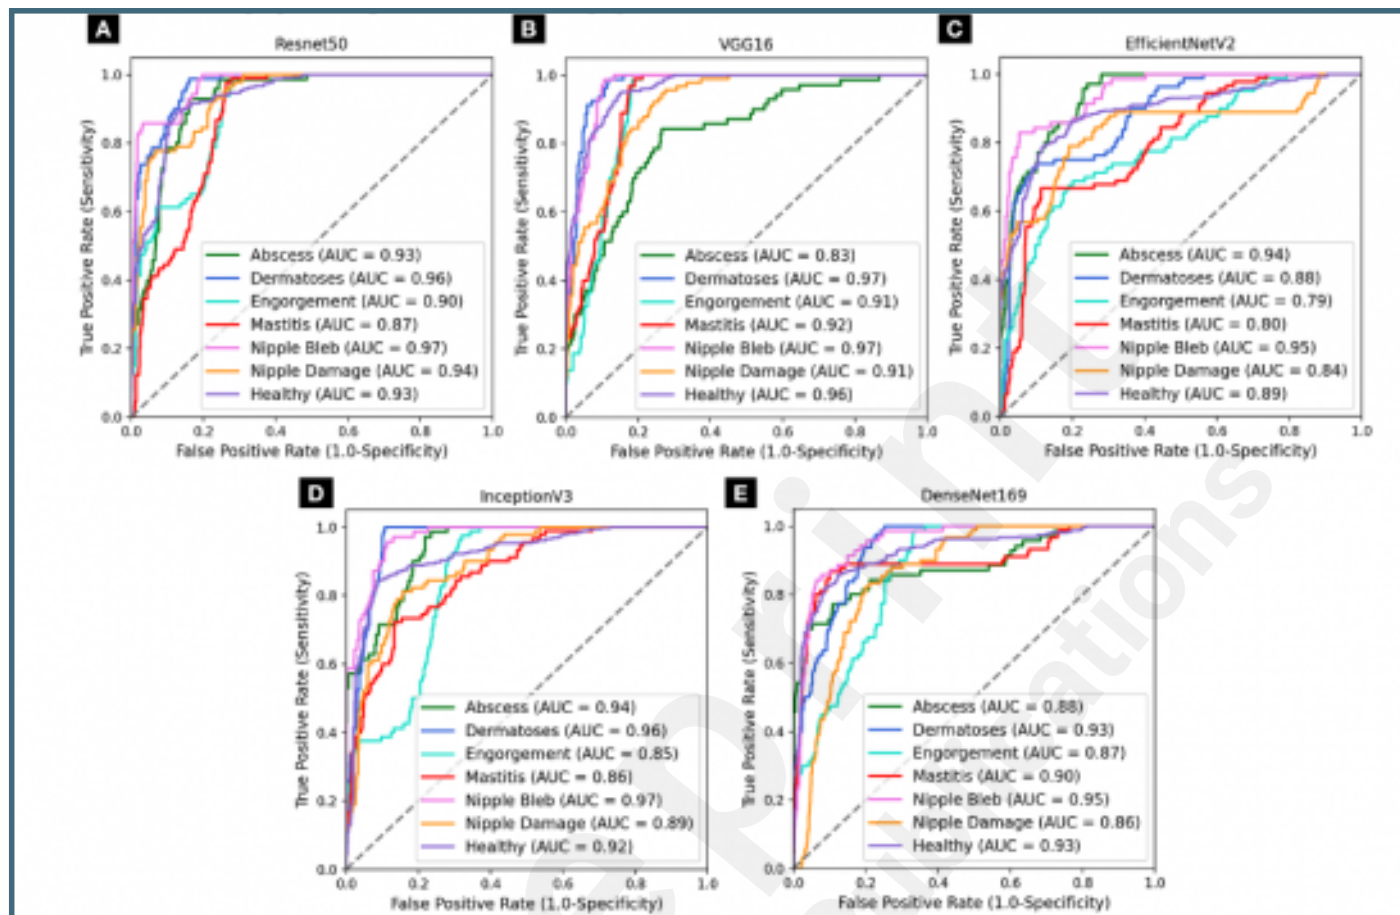 A
Resnet50
True Positive Rate (Sensitivity)
1.0
0.8
0.6
0.4
0.2
0.0
Abscess (AUC = 0.93)
Dermatoses (AUC = 0.96)
Engorgement (AUC = 0.90)
Mastitis (AUC = 0.87)
Nipple Bleb (AUC = 0.97)
Nipple Damage (AUC = 0.94)
Healthy (AUC = 0.93)
0.0 0.2 0.4 0.6 0.8 1.0
False Positive Rate (1.0-Specificity)
B
VGG16
True Positive Rate (Sensitivity)
1.0
0.8
0.6
0.4
0.2
0.0
Abscess (AUC = 0.83)
Dermatoses (AUC = 0.97)
Engorgement (AUC = 0.91)
Mastitis (AUC = 0.92)
Nipple Bleb (AUC = 0.97)
Nipple Damage (AUC = 0.91)
Healthy (AUC = 0.96)
0.0 0.2 0.4 0.6 0.8 1.0
False Positive Rate (1.0-Specificity)
C
EfficientNetV2
True Positive Rate (Sensitivity)
1.0
0.8
0.6
0.4
0.2
0.0
Abscess (AUC = 0.94)
Dermatoses (AUC = 0.88)
Engorgement (AUC = 0.79)
Mastitis (AUC = 0.80)
Nipple Bleb (AUC = 0.95)
Nipple Damage (AUC = 0.84)
Healthy (AUC = 0.89)
0.0 0.2 0.4 0.6 0.8 1.0
False Positive Rate (1.0-Specificity)
D
InceptionV3
True Positive Rate (Sensitivity)
1.0
0.8
0.6
0.4
0.2
0.0
Abscess (AUC = 0.94)
Dermatoses (AUC = 0.96)
Engorgement (AUC = 0.85)
Mastitis (AUC = 0.86)
Nipple Bleb (AUC = 0.97)
Nipple Damage (AUC = 0.89)
Healthy (AUC = 0.92)
0.0 0.2 0.4 0.6 0.8 1.0
False Positive Rate (1.0-Specificity)
E
DenseNet169
True Positive Rate (Sensitivity)
1.0
0.8
0.6
0.4
0.2
0.0
Abscess (AUC = 0.88)
Dermatoses (AUC = 0.93)
Engorgement (AUC = 0.87)
Mastitis (AUC = 0.90)
Nipple Bleb (AUC = 0.95)
Nipple Damage (AUC = 0.86)
Healthy (AUC = 0.93)
0.0 0.2 0.4 0.6 0.8 1.0
False Positive Rate (1.0-Specificity)